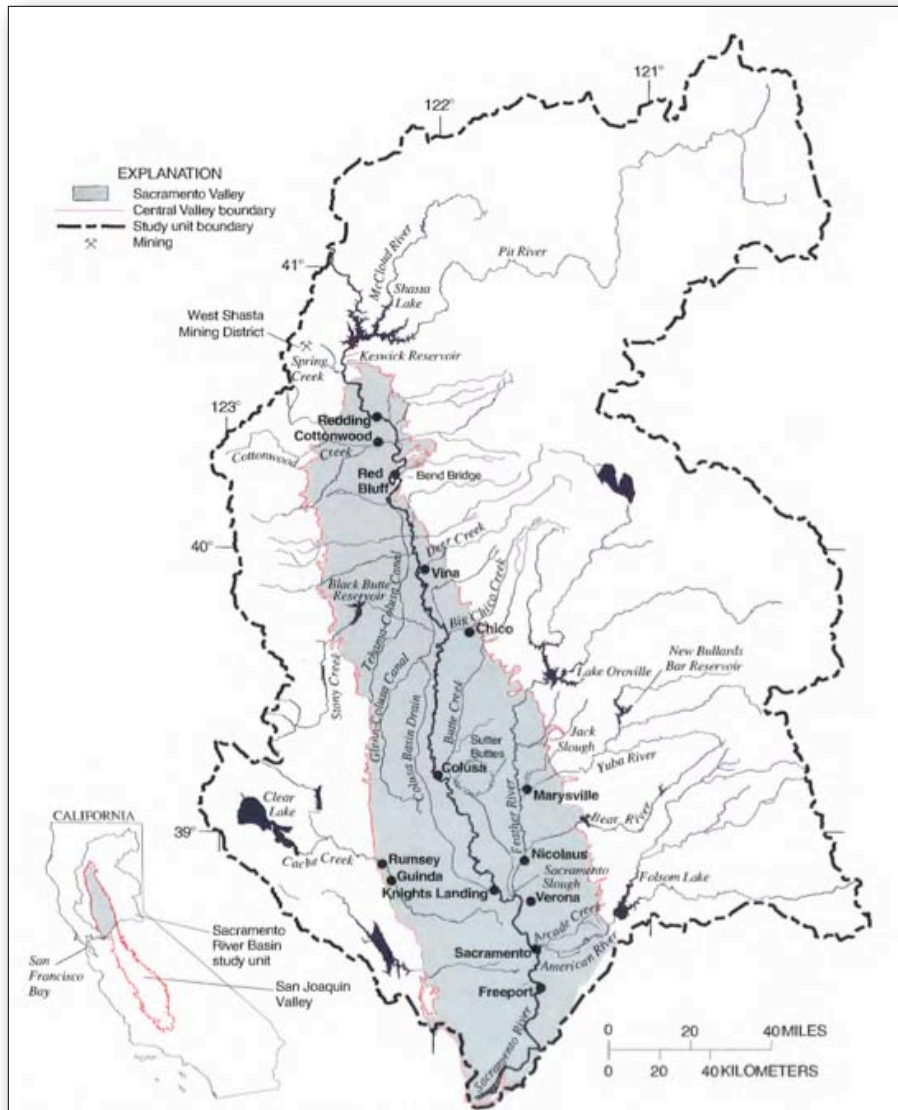 121°
122°
EXPLANATION
Sacramento Valley
Central Valley boundary
Study unit boundary
Mining
41°
McCloud River
Pit River
Shasta
Lake
West Shasta
Mining District
Keswick Reservoir
Spring
Creek
123°
Redding
Cottonwood
Cottonwood
Creek
Red
Bluff
Bend Bridge
40°
Deer Creek
Vina
Black Butte
Reservoir
Tehama-Colusa Canal
Big Chico Creek
Chico
New Bullards
Bar Reservoir
Lake Oroville
Stony Creek
Glenn-Colusa Canal
Colusa Basin Drain
Butte Creek
Sutter
Buttes
Jack
Slough
Yuba River
Colusa
Marysville
Feather River
Bear River
Clear
Lake
CALIFORNIA
39°
Cache Creek
Rumsey
Guinda
Knights Landing
Nicolaus
Sacramento
Slough
Verona
Folsom Lake
Arcade Creek
American River
Sacramento
Freeport
Sacramento River
Sacramento
River Basin
study unit
San
Francisco
Bay
San Joaquin
Valley
0 20 40 MILES
0 20 40 KILOMETERS